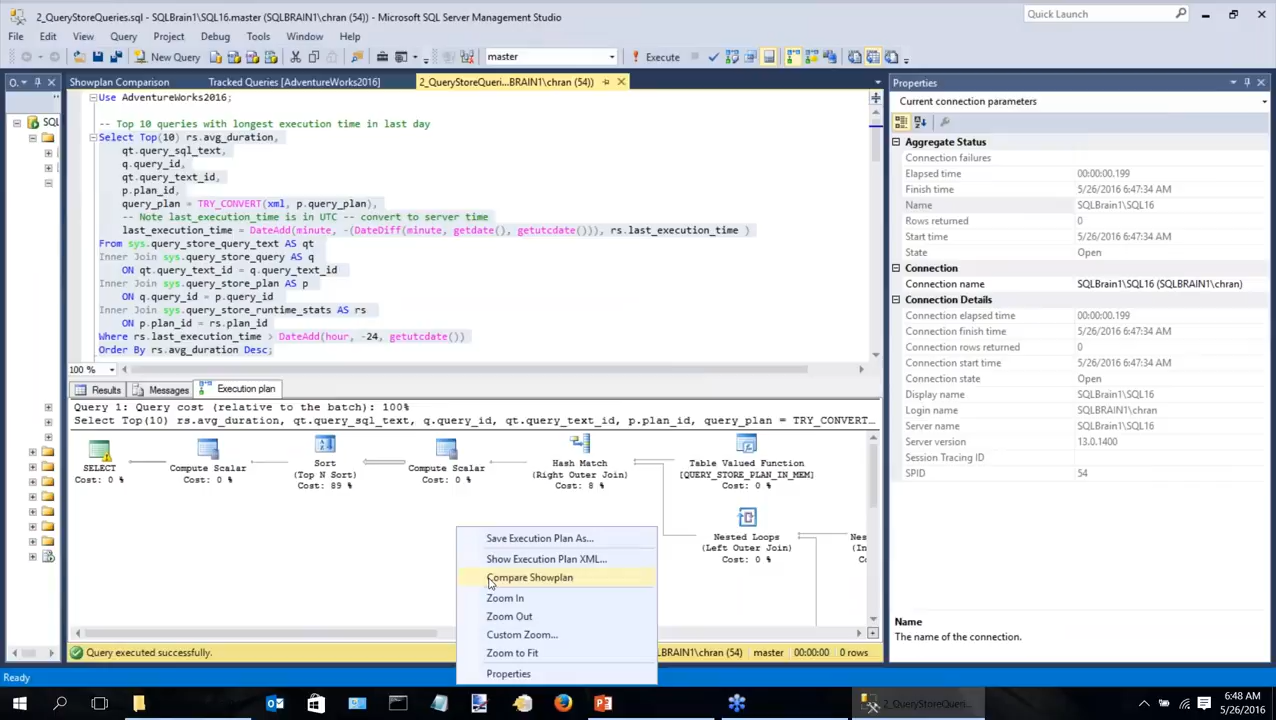 2_QueryStoreQueries.sql - SQLBrain1\SQL16.master (SQLBRAIN1\chran (54)) - Microsoft SQL Server Management Studio
Quick Launch
File Edit View Query Project Debug Tools Window Help
New Query
master
Execute
O..
Showplan Comparison
Tracked Queries [AdventureWorks2016]
2_QueryStoreQueri...BRAIN1\chran (54))
SQL
Use AdventureWorks2016;
-- Top 10 queries with longest execution time in last day
Select Top(10) rs.avg_duration,
qt.query_sql_text,
q.query_id,
qt.query_text_id,
p.plan_id,
query_plan = TRY_CONVERT(xml, p.query_plan),
-- Note last_execution_time is in UTC -- convert to server time
last_execution_time = DateAdd(minute, -(DateDiff(minute, getdate(), getutcdate())), rs.last_execution_time )
From sys.query_store_query_text AS qt
Inner Join sys.query_store_query AS q
ON qt.query_text_id = q.query_text_id
Inner Join sys.query_store_plan AS p
ON q.query_id = p.query_id
Inner Join sys.query_store_runtime_stats AS rs
ON p.plan_id = rs.plan_id
Where rs.last_execution_time > DateAdd(hour, -24, getutcdate())
Order By rs.avg_duration Desc;
100 %
Results
Messages
Execution plan
Query 1: Query cost (relative to the batch): 100%
Select Top(10) rs.avg_duration, qt.query_sql_text, q.query_id, qt.query_text_id, p.plan_id, query_plan = TRY_CONVERT...
SELECT
Cost: 0 %
Compute Scalar
Cost: 0 %
Sort
(Top N Sort)
Cost: 89 %
Compute Scalar
Cost: 0 %
Hash Match
(Right Outer Join)
Cost: 8 %
Table Valued Function
[QUERY_STORE_PLAN_IN_MEM]
Cost: 0 %
Nested Loops
(Left Outer Join)
Cost: 0 %
Nes
(In
Co
Save Execution Plan As...
Show Execution Plan XML...
Compare Showplan
Zoom In
Zoom Out
Custom Zoom...
Zoom to Fit
Properties
Query executed successfully.
BRAIN1\chran (54)
master
00:00:00
0 rows
Ready
Properties
Current connection parameters
Aggregate Status
Connection failures
Elapsed time 00:00:00.199
Finish time 5/26/2016 6:47:34 AM
Name SQLBrain1\SQL16
Rows returned 0
Start time 5/26/2016 6:47:34 AM
State Open
Connection
Connection name SQLBrain1\SQL16 (SQLBRAIN1\chran)
Connection Details
Connection elapsed time 00:00:00.199
Connection finish time 5/26/2016 6:47:34 AM
Connection rows returned 0
Connection start time 5/26/2016 6:47:34 AM
Connection state Open
Display name SQLBrain1\SQL16
Login name SQLBRAIN1\chran
Server name SQLBrain1\SQL16
Server version 13.0.1400
Session Tracing ID
SPID 54
Name
The name of the connection.
2_QueryStoreQueri...
6:48 AM
5/26/2016